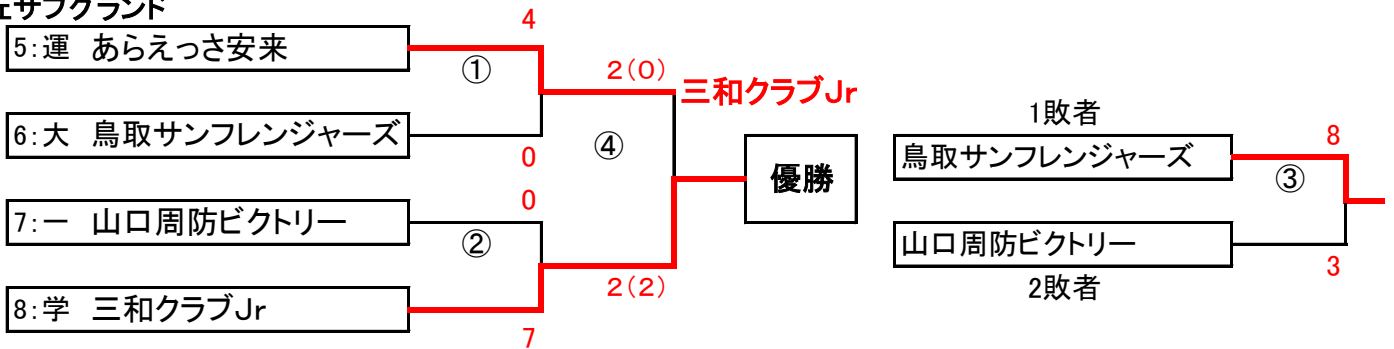 サブグランド
4
5:運 あらえっさ安来
①
2(0)
三和クラブJr
6:大 鳥取サンフレンジャーズ
0
④
優勝
0
7:一 山口周防ビクトリー
②
2(2)
8:学 三和クラブJr
7
1敗者
鳥取サンフレンジャーズ
8
③
山口周防ビクトリー
3
2敗者